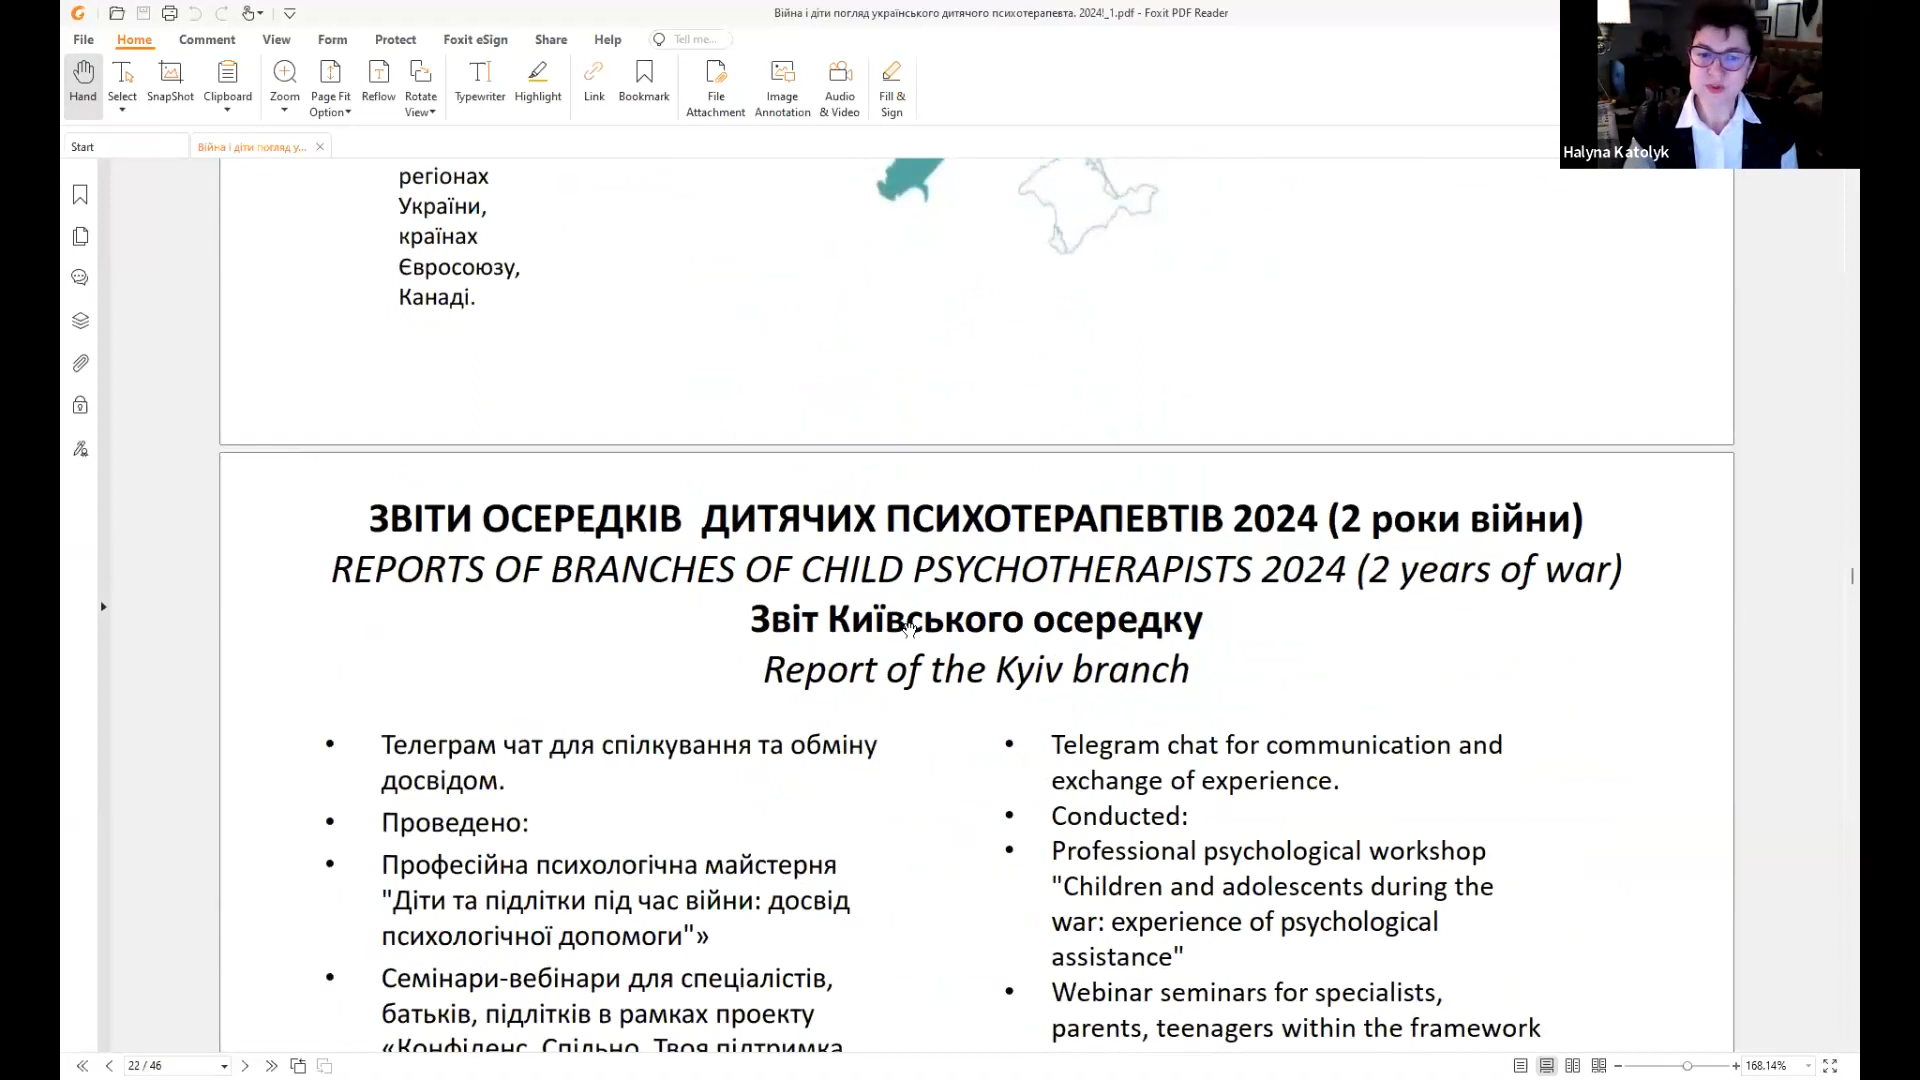 Війна і діти погляд українського дитячого психотерапевта. 2024!_1.pdf - Foxit PDF Reader
File Home Comment View Form Protect Foxit eSign Share Help Tell me...
Hand Select SnapShot Clipboard Zoom Page Fit Option Reflow Rotate View Typewriter Highlight Link Bookmark File Attachment Image Annotation Audio & Video Fill & Sign
Halyna Katolyk
Start Війна і діти погляд у...
регіонах
України,
країнах
Євросоюзу,
Канаді.
ЗВІТИ ОСЕРЕДКІВ ДИТЯЧИХ ПСИХОТЕРАПЕВТІВ 2024 (2 роки війни)
REPORTS OF BRANCHES OF CHILD PSYCHOTHERAPISTS 2024 (2 years of war)
Звіт Київського осередку
Report of the Kyiv branch
• Телеграм чат для спілкування та обміну
досвідом.
• Проведено:
• Професійна психологічна майстерня
"Діти та підлітки під час війни: досвід
психологічної допомоги"»
• Семінари-вебінари для спеціалістів,
батьків, підлітків в рамках проекту
«Конфіденс. Спільно. Твоя підтримка
• Telegram chat for communication and
exchange of experience.
• Conducted:
• Professional psychological workshop
"Children and adolescents during the
war: experience of psychological
assistance"
• Webinar seminars for specialists,
parents, teenagers within the framework
22 / 46
168.14%